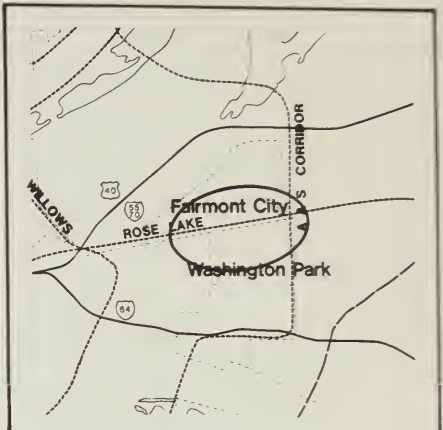 40
55
70
WILLOWS
Fairmont City
ROSE LAKE
A & S CORRIDOR
Washington Park
64